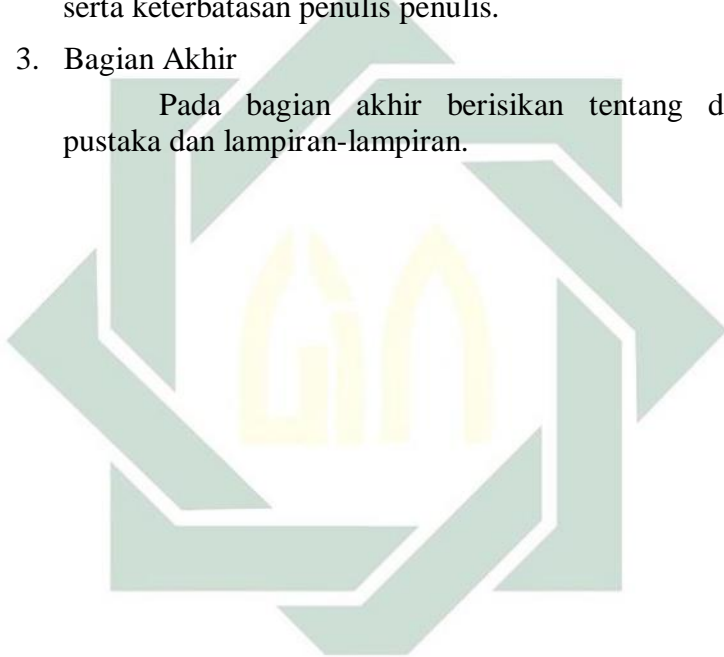 serta keterbatasan penulis penulis.
3. Bagian Akhir
Pada bagian akhir berisikan tentang d
pustaka dan lampiran-lampiran.